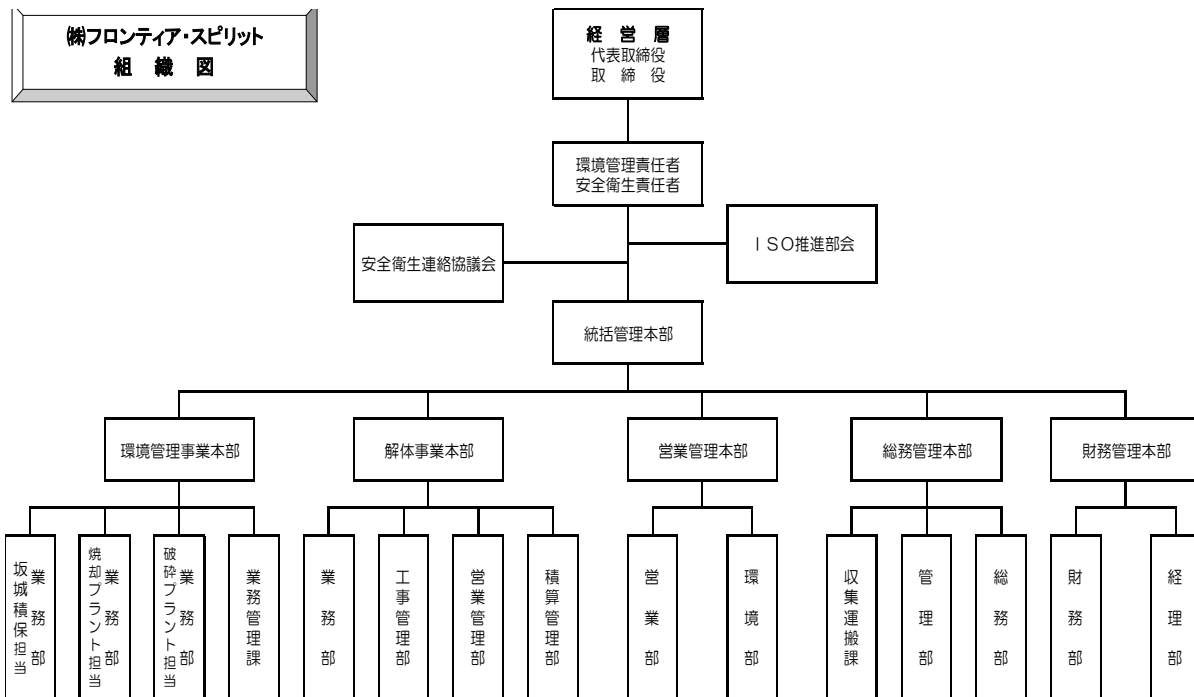 ㈱フロンティア・スピリット
組織図
経営層
代表取締役
取締役
環境管理責任者
安全衛生責任者
ISO推進部会
安全衛生連絡協議会
統括管理本部
環境管理事業本部
解体事業本部
営業管理本部
総務管理本部
財務管理本部
業務部
坂城積保担当
業務部
焼却プラント担当
業務部
破砕プラント担当
業務管理課
業務部
工事管理部
営業管理部
積算管理部
営業部
環境部
収集運搬課
管理部
総務部
財務部
経理部